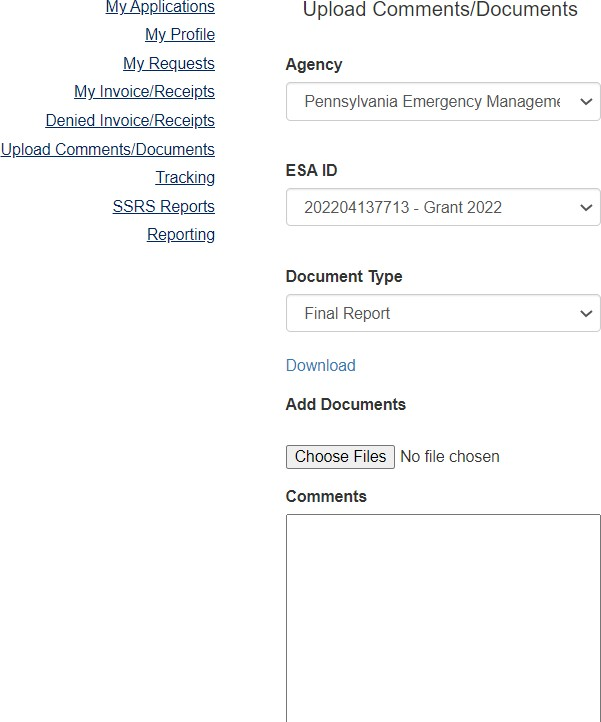 My Applications
My Profile
My Requests
My Invoice/Receipts
Denied Invoice/Receipts
Upload Comments/Documents
Tracking
SSRS Reports
Reporting
Upload Comments/Documents
Agency
Pennsylvania Emergency Manageme
ESA ID
202204137713 - Grant 2022
Document Type
Final Report
Download
Add Documents
Choose Files No file chosen
Comments